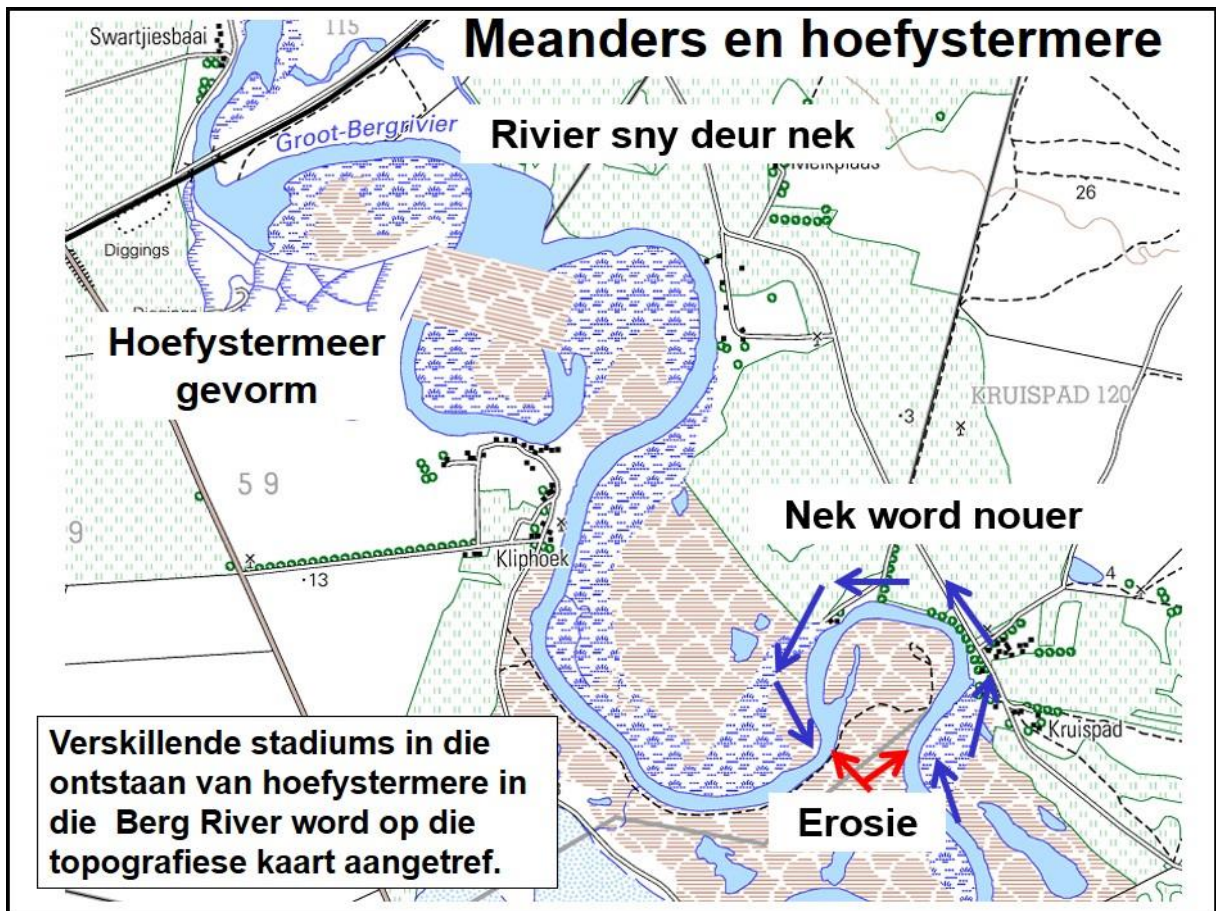 Meanders en hoefystermere
Swartjiesbaai
115
Groot-Bergrivier
Rivier sny deur nek
26
Diggings
Hoefystermeer
gevorm
KRUISPAD 120
3
59
9
Nek word nouer
Kliphoek
13
4
Kruispad
Verskillende stadiums in die
ontstaan van hoefystermere in
die Berg River word op die
topografiese kaart aangetref.
Erosie